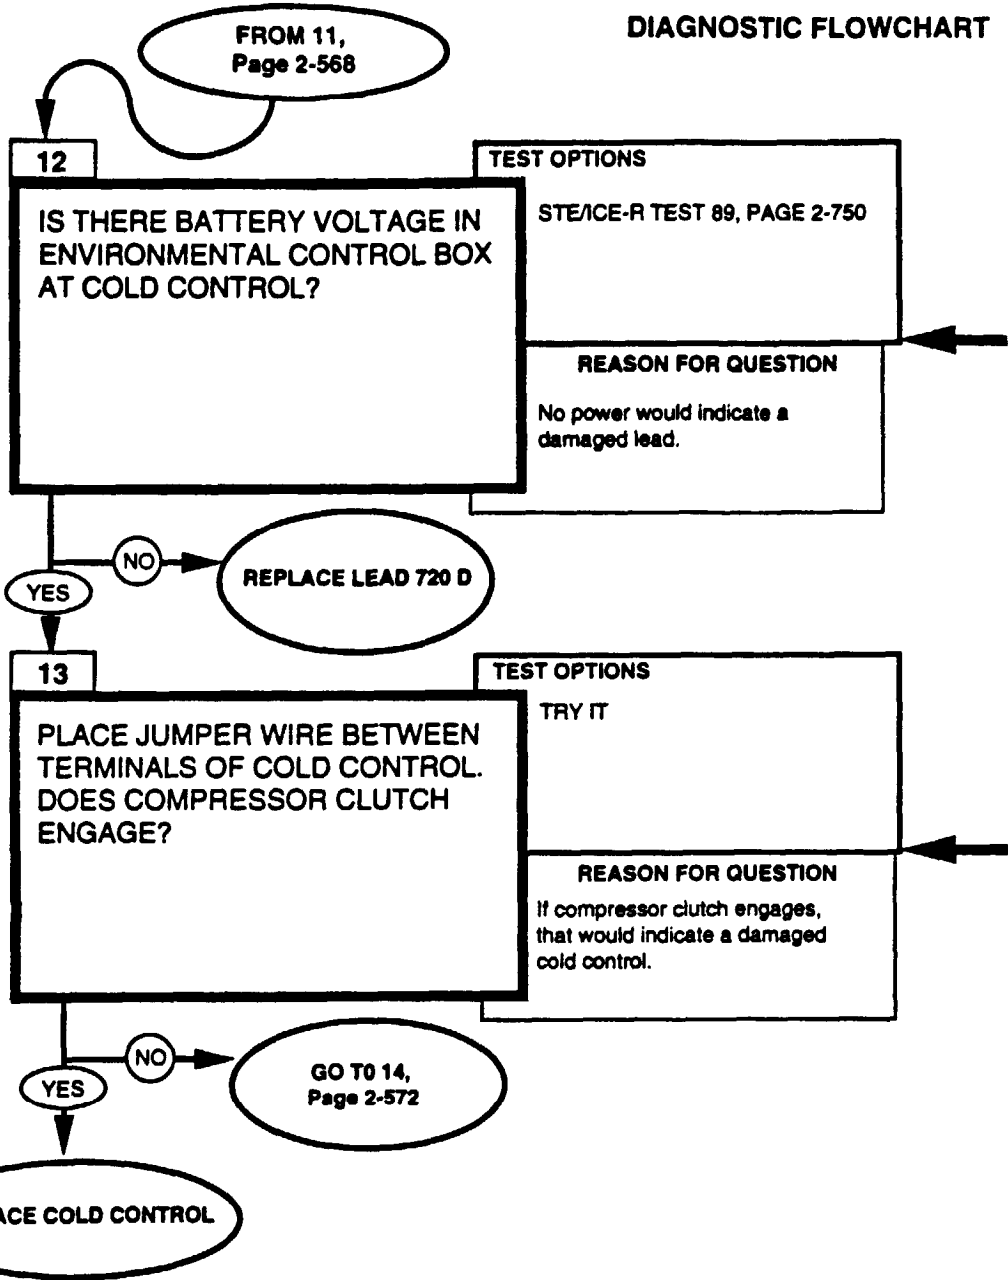 DIAGNOSTIC FLOWCHART
FROM 11,
Page 2-568
12
IS THERE BATTERY VOLTAGE IN
ENVIRONMENTAL CONTROL BOX
AT COLD CONTROL?
TEST OPTIONS
STE/ICE-R TEST 89, PAGE 2-750
REASON FOR QUESTION
No power would indicate a
damaged lead.
NO
REPLACE LEAD 720 D
YES
13
PLACE JUMPER WIRE BETWEEN
TERMINALS OF COLD CONTROL.
DOES COMPRESSOR CLUTCH
ENGAGE?
TEST OPTIONS
TRY IT
REASON FOR QUESTION
If compressor clutch engages,
that would indicate a damaged
cold control.
NO
GO TO 14,
Page 2-572
YES
ACE COLD CONTROL